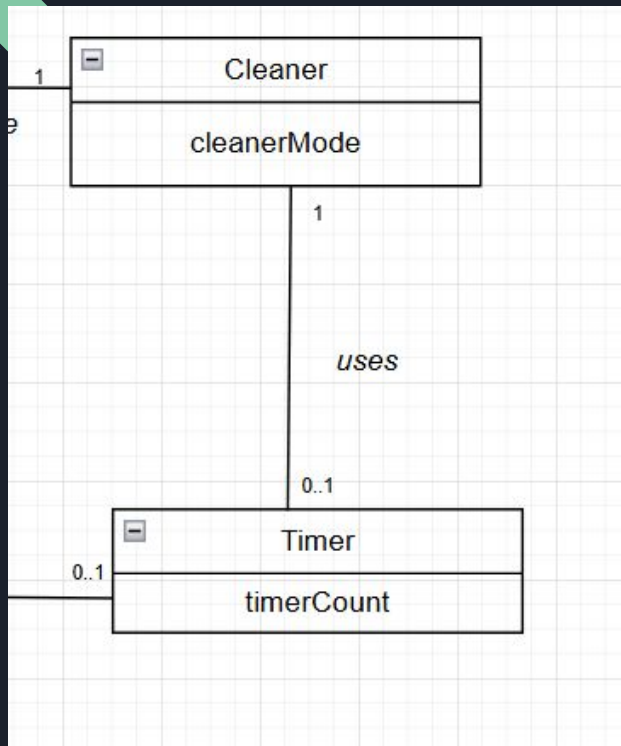 Cleaner
1
e
cleanerMode
1
uses
0..1
Timer
0..1
timerCount